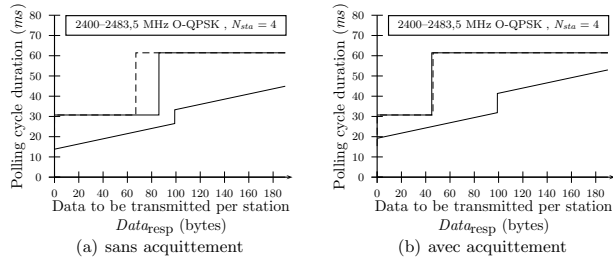 2400–2483,5 MHz O-QPSK , Nsta = 4
Polling cycle duration (ms)
80
70
60
50
40
30
20
10
0
0 20 40 60 80 100 120 140 160 180
Data to be transmitted per station
Dataresp (bytes)
(a) sans acquittement
2400–2483,5 MHz O-QPSK , Nsta = 4
Polling cycle duration (ms)
80
70
60
50
40
30
20
10
0
0 20 40 60 80 100 120 140 160 180
Data to be transmitted per station
Dataresp (bytes)
(b) avec acquittement